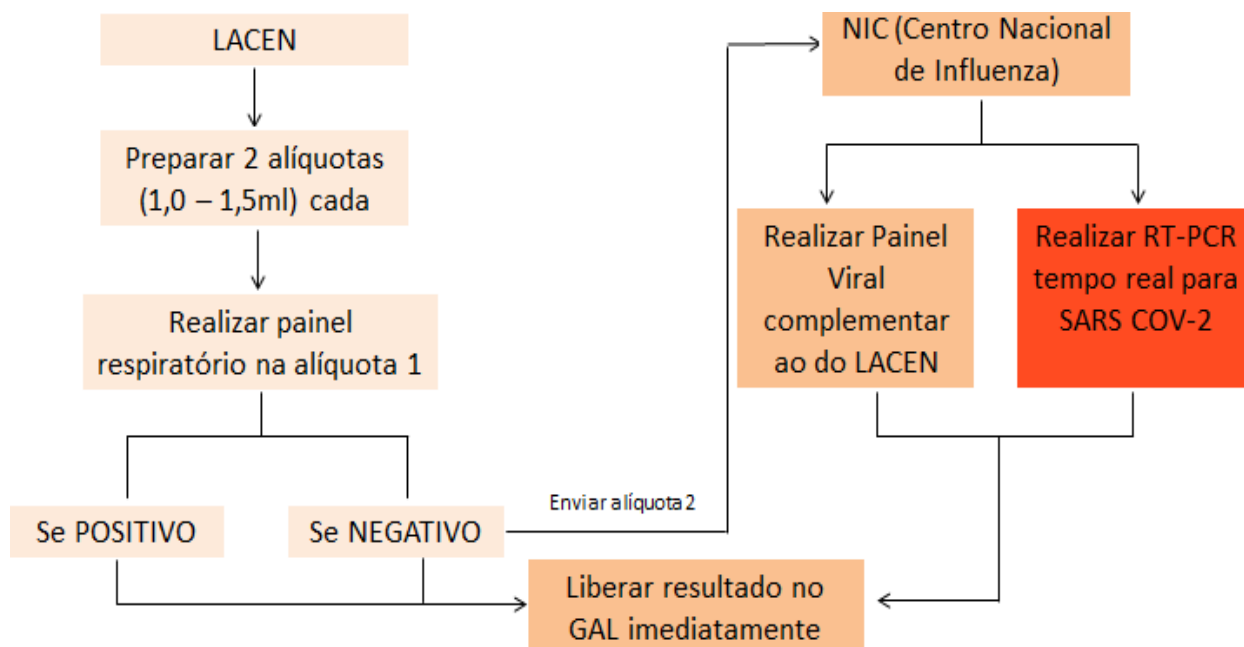 LACEN
Preparar 2 alíquotas
(1,0 – 1,5ml) cada
Realizar painel
respiratório na alíquota 1
Se POSITIVO
Se NEGATIVO
Enviar alíquota 2
NIC (Centro Nacional
de Influenza)
Realizar Painel
Viral
complementar
ao do LACEN
Realizar RT-PCR
tempo real para
SARS COV-2
Liberar resultado no
GAL imediatamente